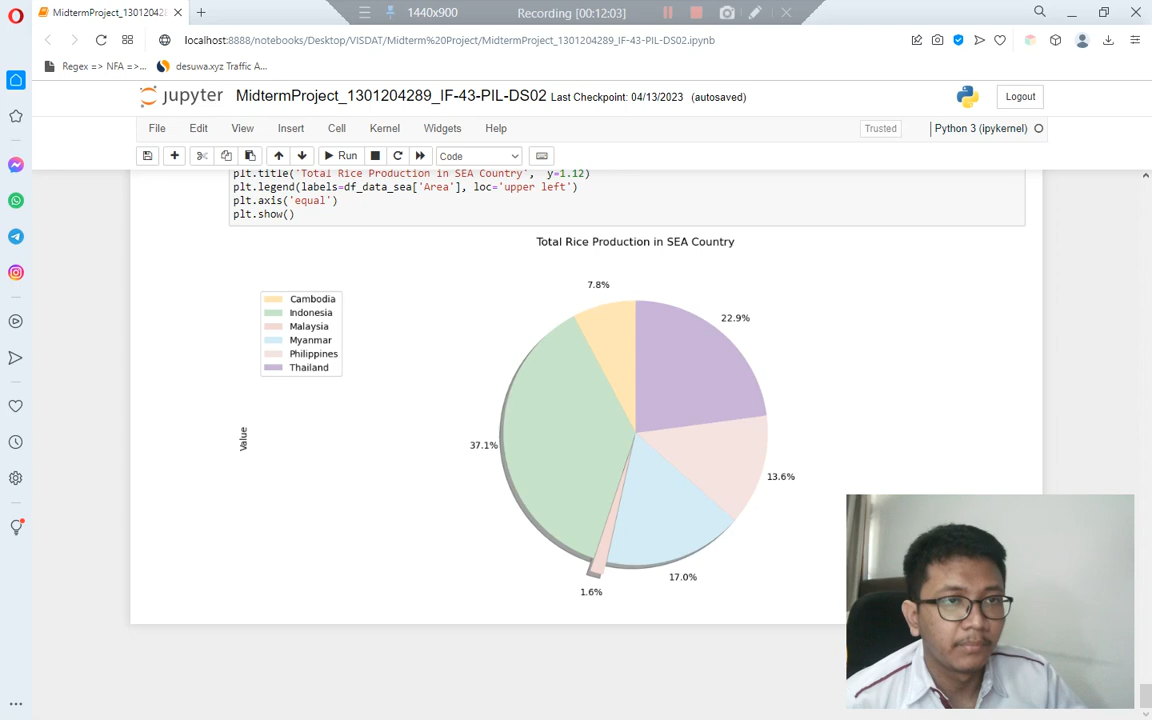 MidtermProject_130120428
1440x900
Recording [00:12:03]
localhost:8888/notebooks/Desktop/VISDAT/Midterm%20Project/MidtermProject_1301204289_IF-43-PIL-DS02.ipynb
Regex => NFA =>...
desuwa.xyz Traffic A...
jupyter
MidtermProject_1301204289_IF-43-PIL-DS02 Last Checkpoint: 04/13/2023 (autosaved)
Logout
File Edit View Insert Cell Kernel Widgets Help
Trusted
Python 3 (ipykernel)
Run
Code
plt.title('Total Rice Production in SEA Country', y=1.12)
plt.legend(labels=df_data_sea['Area'], loc='upper left')
plt.axis('equal')
plt.show()
Total Rice Production in SEA Country
Cambodia
Indonesia
Malaysia
Myanmar
Philippines
Thailand
7.8%
22.9%
37.1%
Value
13.6%
17.0%
1.6%